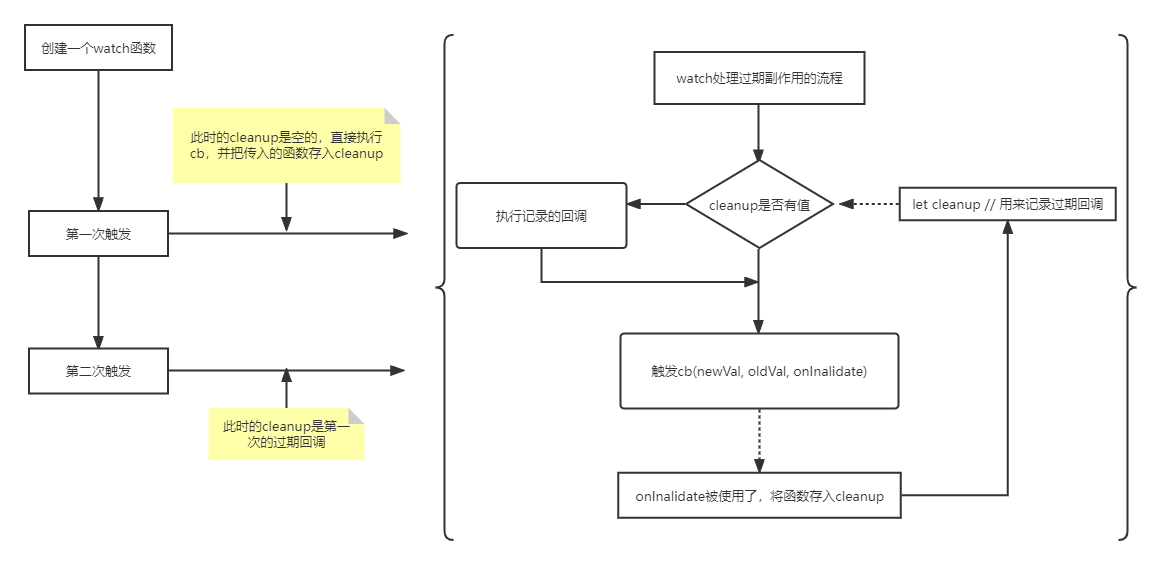 创建一个watch函数
此时的cleanup是空的，直接执行
cb，并把传入的函数存入cleanup
第一次触发
第二次触发
此时的cleanup是第一
次的过期回调
watch处理过期副作用的流程
cleanup是否有值
let cleanup // 用来记录过期回调
执行记录的回调
触发cb(newVal, oldVal, onInalidate)
onInalidate被使用了，将函数存入cleanup